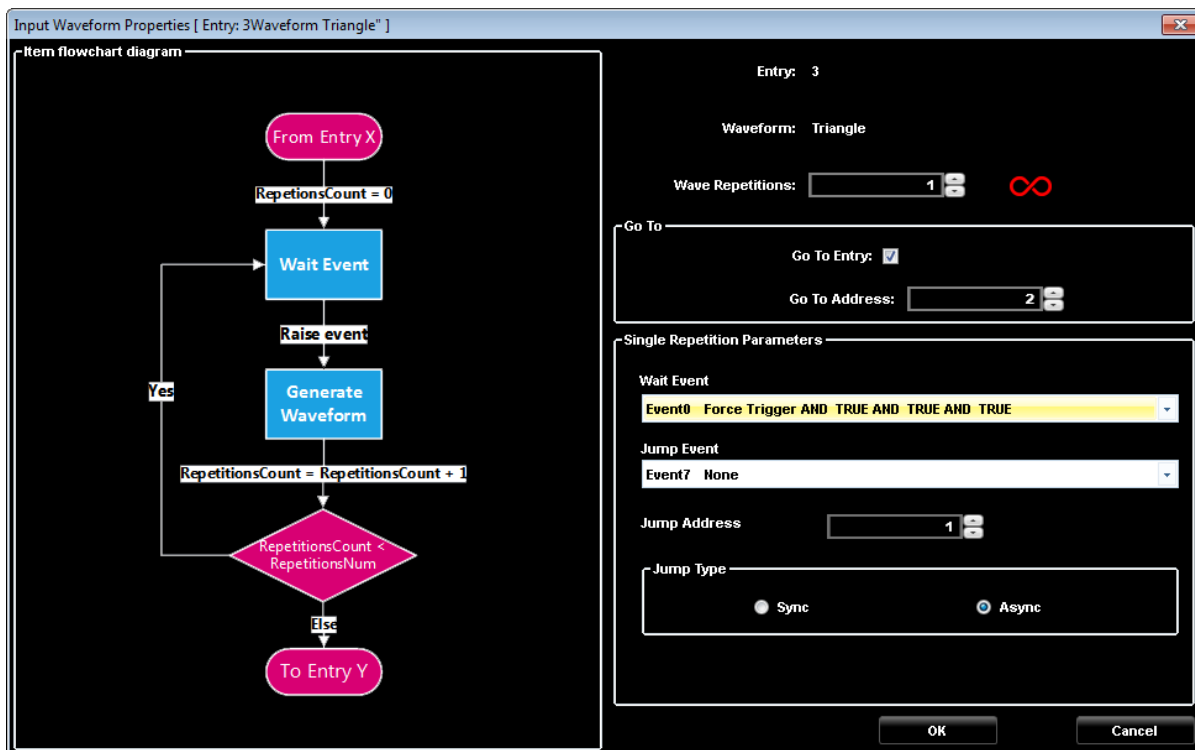 Input Waveform Properties [ Entry: 3Waveform Triangle" ]
Item flowchart diagram
From Entry X
RepetionsCount = 0
Wait Event
Raise event
Yes
Generate
Waveform
RepetitionsCount = RepetitionsCount + 1
RepetitionsCount <
RepetitionsNum
Else
To Entry Y
Entry: 3
Waveform: Triangle
Wave Repetitions: 1
Go To
Go To Entry:
Go To Address: 2
Single Repetition Parameters
Wait Event
Event0 Force Trigger AND TRUE AND TRUE AND TRUE
Jump Event
Event7 None
Jump Address 1
Jump Type
Sync Async
OK Cancel